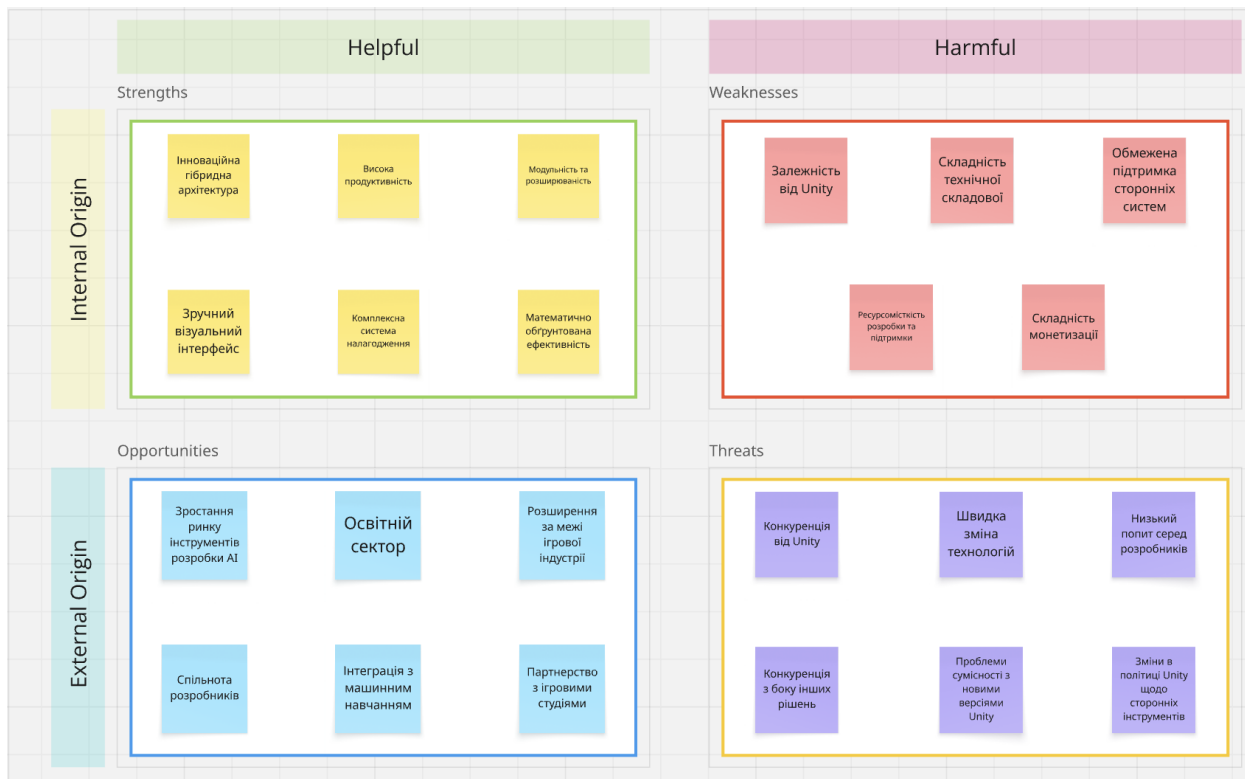 Helpful
Harmful
Strengths
Weaknesses
Internal Origin
Інноваційна
гібридна
архітектура
Висока
продуктивність
Модульність та
розширюваність
Зручний
візуальний
інтерфейс
Комплексна
система
налагодження
Математично
обґрунтована
ефективність
Залежність
від Unity
Складність
технічної
складової
Обмежена
підтримка
сторонніх
систем
Ресурсомісткість
розробки та
підтримки
Складність
монетизації
Opportunities
Threats
External Origin
Зростання
ринку
інструментів
розробки AI
Освітній
сектор
Розширення
за межі
ігрової
індустрії
Спільнота
розробників
Інтеграція з
машинним
навчанням
Партнерство
з ігровими
студіями
Конкуренція
від Unity
Швидка
зміна
технологій
Низький
попит серед
розробників
Конкуренція
з боку інших
рішень
Проблеми
сумісності з
новими
версіями
Unity
Зміни в
політиці Unity
щодо
сторонніх
інструментів